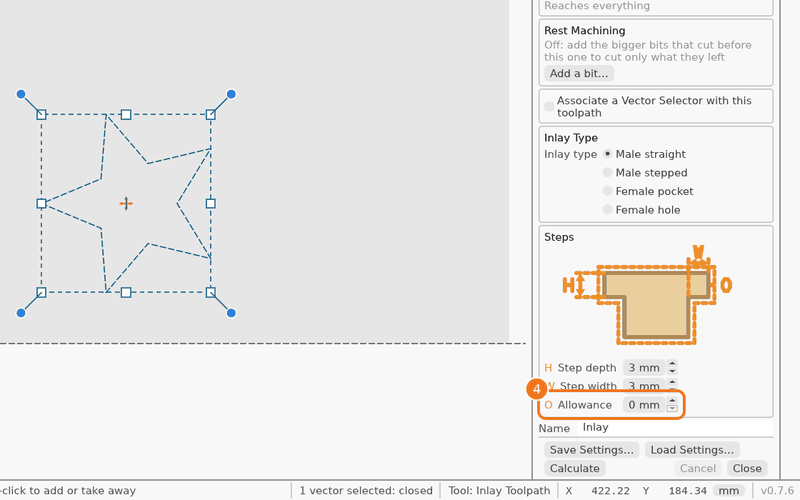 Reaches everything
Rest Machining
Off: add the bigger bits that cut before
this one to cut only what they left
Add a bit...
Associate a Vector Selector with this
toolpath
Inlay Type
Inlay type
Male straight
Male stepped
Female pocket
Female hole
Steps
W
H
O
H Step depth 3 mm
W Step width 3 mm
4
O Allowance 0 mm
Name Inlay
Save Settings... Load Settings...
Calculate Cancel Close
-click to add or take away 1 vector selected: closed Tool: Inlay Toolpath X 422.22 Y 184.34 mm v0.7.6